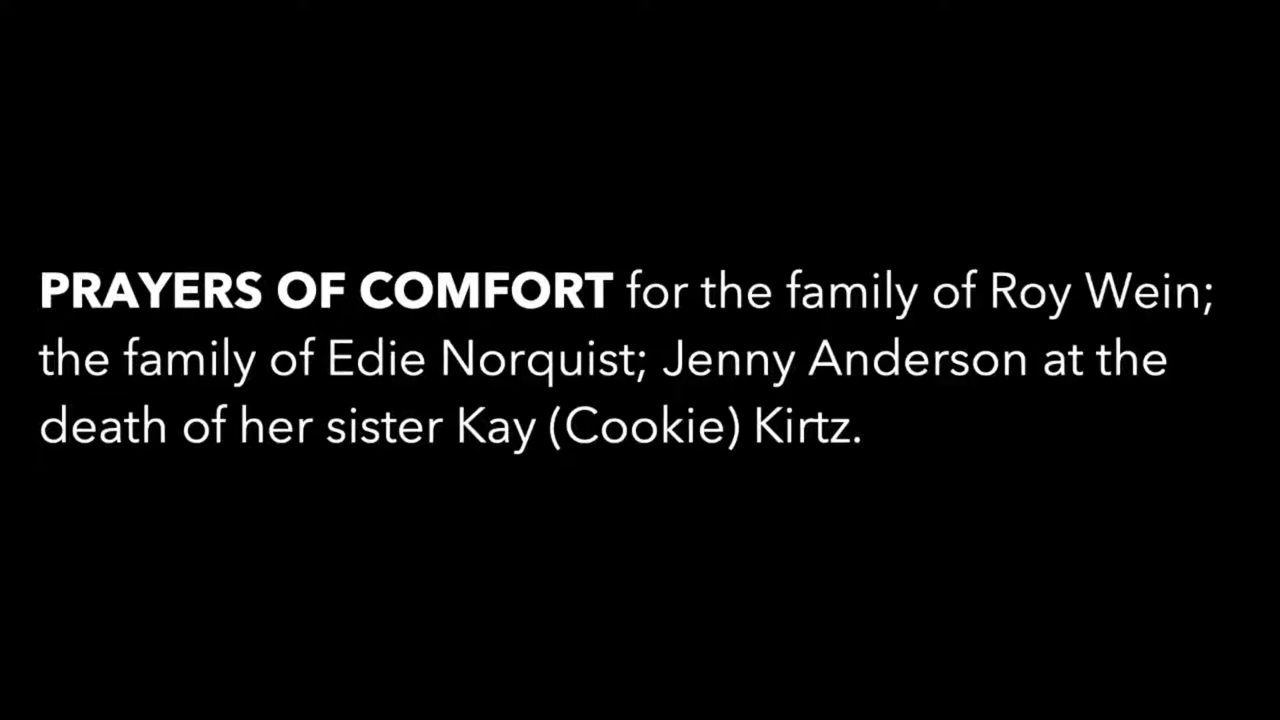 PRAYERS OF COMFORT for the family of Roy Wein;
the family of Edie Norquist; Jenny Anderson at the
death of her sister Kay (Cookie) Kirtz.